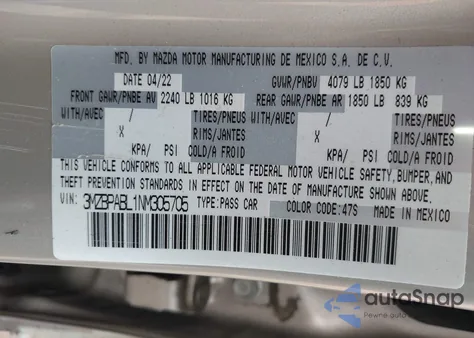 MFD. BY MAZDA MOTOR MANUFACTURING DE MEXICO S.A. DE C.V.
DATE 04/22 GVWR/PNBV 4079 LB 1850 KG
FRONT GAWR/PNBE AV 2240 LB 1016 KG REAR GAWR/PNBE AR 1850 LB 839 KG
WITH/AVEC / TIRES/PNEUS WITH/AVEC / TIRES/PNEUS
X RIMS/JANTES X RIMS/JANTES
KPA/ PSI COLD/A FROID KPA/ PSI COLD/A FROID
THIS VEHICLE CONFORMS TO ALL APPLICABLE FEDERAL MOTOR VEHICLE SAFETY, BUMPER, AND
THEFT PREVENTION STANDARDS IN EFFECT ON THE DATE OF MANUFACTURE SHOWN ABOVE.
VIN: 3MZBPABL1NM305705 TYPE: PASS CAR COLOR CODE: 47S MADE IN MEXICO
autoSnap
Pewne auto